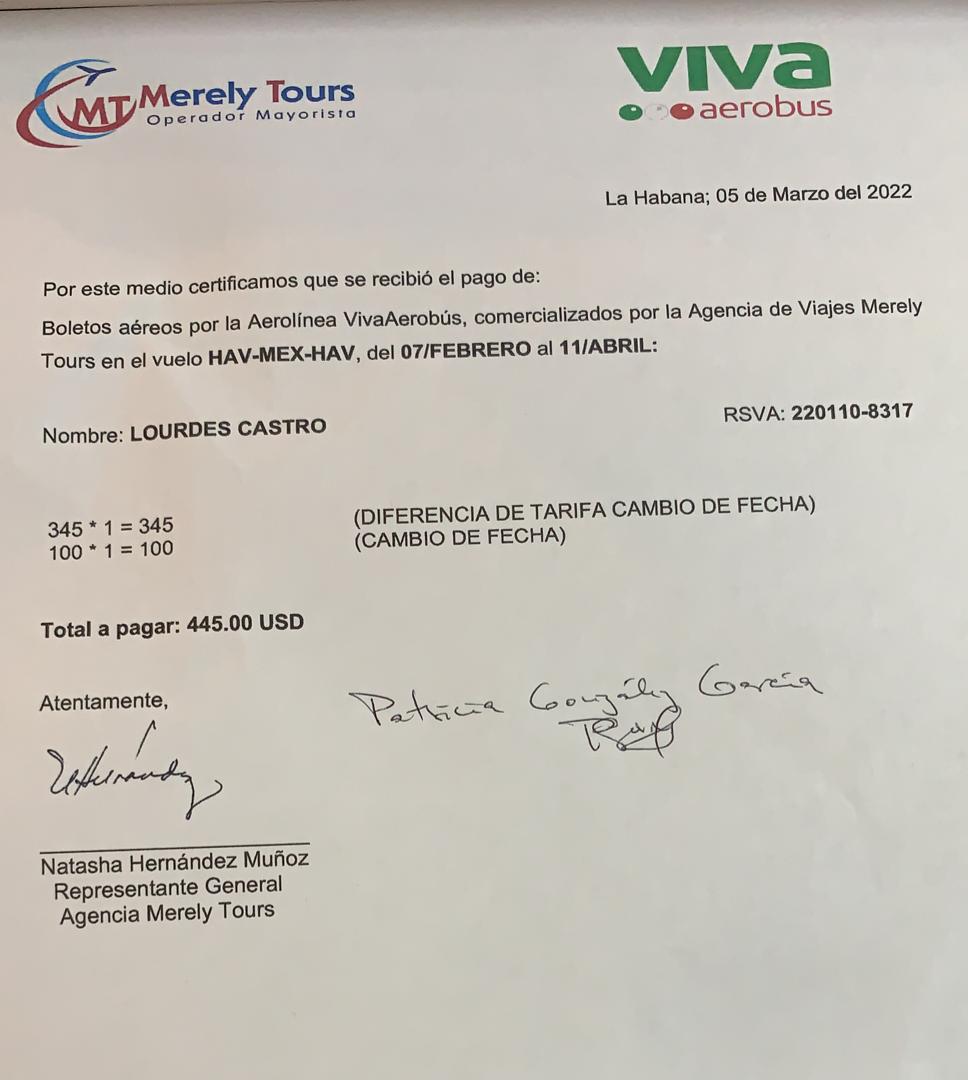 MT Merely Tours
Operador Mayorista
viva
aerobus
La Habana; 05 de Marzo del 2022
Por este medio certificamos que se recibió el pago de:
Boletos aéreos por la Aerolínea VivaAerobús, comercializados por la Agencia de Viajes Merely
Tours en el vuelo HAV-MEX-HAV, del 07/FEBRERO al 11/ABRIL:
Nombre: LOURDES CASTRO
RSVA: 220110-8317
345 * 1 = 345 (DIFERENCIA DE TARIFA CAMBIO DE FECHA)
100 * 1 = 100 (CAMBIO DE FECHA)
Total a pagar: 445.00 USD
Atentamente,
Patricia González García
Natasha Hernández Muñoz
Representante General
Agencia Merely Tours